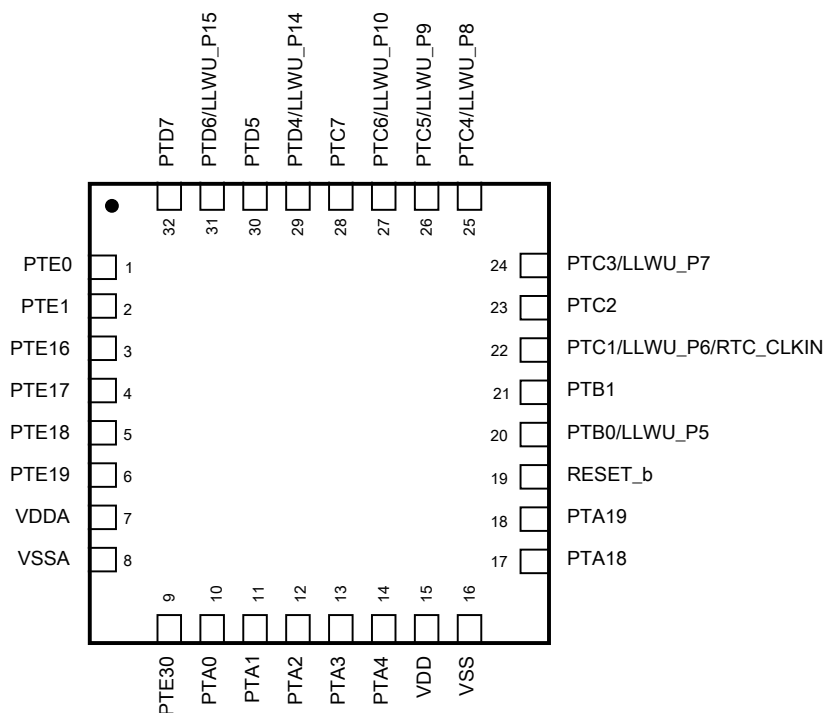 PTD7
PTD6/LLWU_P15
PTD5
PTD4/LLWU_P14
PTC7
PTC6/LLWU_P10
PTC5/LLWU_P9
PTC4/LLWU_P8
32
31
30
29
28
27
26
25
PTE0
1
PTE1
2
PTE16
3
PTE17
4
PTE18
5
PTE19
6
VDDA
7
VSSA
8
24
PTC3/LLWU_P7
23
PTC2
22
PTC1/LLWU_P6/RTC_CLKIN
21
PTB1
20
PTB0/LLWU_P5
19
RESET_b
18
PTA19
17
PTA18
9
10
11
12
13
14
15
16
PTE30
PTA0
PTA1
PTA2
PTA3
PTA4
VDD
VSS